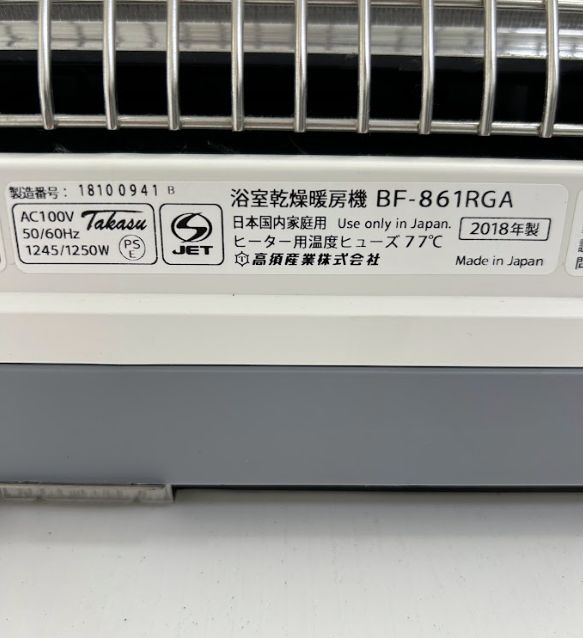 製造番号: 18100941 B
浴室乾燥暖房機 BF-861RGA
AC100V
50/60Hz
1245/1250W
Takasu
PS
E
JET
日本国内家庭用 Use only in Japan.
2018年製
ヒーター用温度ヒューズ 77℃
高須産業株式会社
Made in Japan